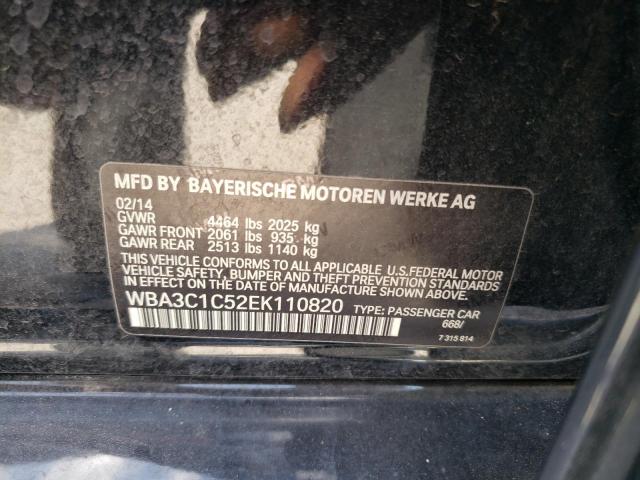 MFD BY BAYERISCHE MOTOREN WERKE AG
02/14
GVWR 4464 lbs 2025 kg
GAWR FRONT 2061 lbs 935 kg
GAWR REAR 2513 lbs 1140 kg
THIS VEHICLE CONFORMS TO ALL APPLICABLE U.S. FEDERAL MOTOR
VEHICLE SAFETY, BUMPER AND THEFT PREVENTION STANDARDS
IN EFFECT ON THE DATE OF MANUFACTURE SHOWN ABOVE.
WBA3C1C52EK110820 TYPE: PASSENGER CAR
668/
7 315 814